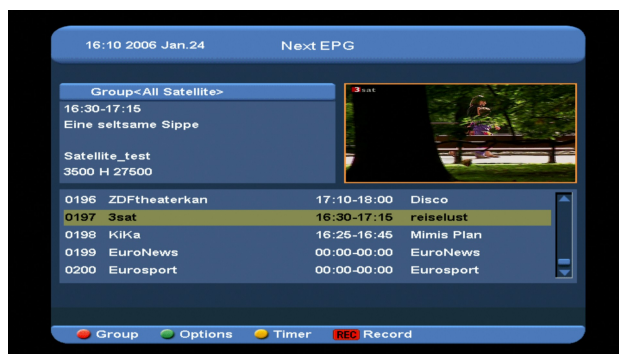 16:10 2006 Jan.24 Next EPG
Group<All Satellite>
16:30-17:15
Eine seltsame Sippe
Satellite_test
3500 H 27500
3sat
0196 ZDFtheaterkan 17:10-18:00 Disco
0197 3sat 16:30-17:15 reiselust
0198 KiKa 16:25-16:45 Mimis Plan
0199 EuroNews 00:00-00:00 EuroNews
0200 Eurosport 00:00-00:00 Eurosport
Group Options Timer REC Record